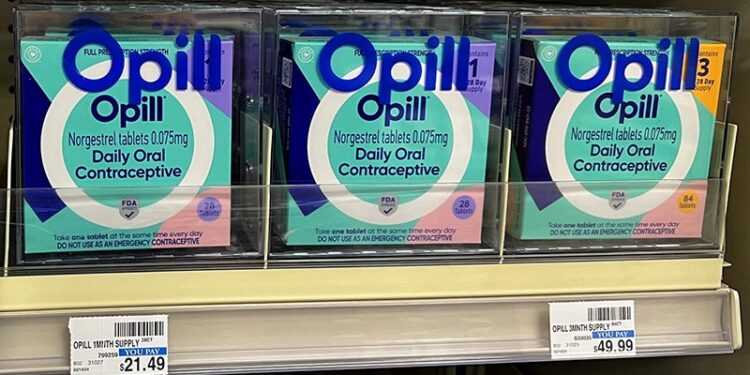 Opill
FULL PRESCRIPTION STRENGTH
Opill
Norgestrel tablets 0.075mg
Daily Oral
Contraceptive
FDA
28
Tablets
Take one tablet at the same time every day
DO NOT USE AS AN EMERGENCY CONTRACEPTIVE
Opill
Contains
1
28 Day
Supply
Opill
Norgestrel tablets 0.075mg
Daily Oral
Contraceptive
FDA
28
Tablets
Take one tablet at the same time every day
DO NOT USE AS AN EMERGENCY CONTRACEPTIVE
Opill
PRESCRIPTION STRENGTH
Contains
3
28 Day
Supply
Opill
Norgestrel tablets 0.075mg
Daily Oral
Contraceptive
FDA
84
Tablets
Take one tablet at the same time every day
DO NOT USE AS AN EMERGENCY CONTRACEPTIVE
OPILL 1MNTH SUPPLY 28CT
799259
YOU PAY
$21.49
OPILL 3MNTH SUPPLY 84CT
YOU PAY
$49.99